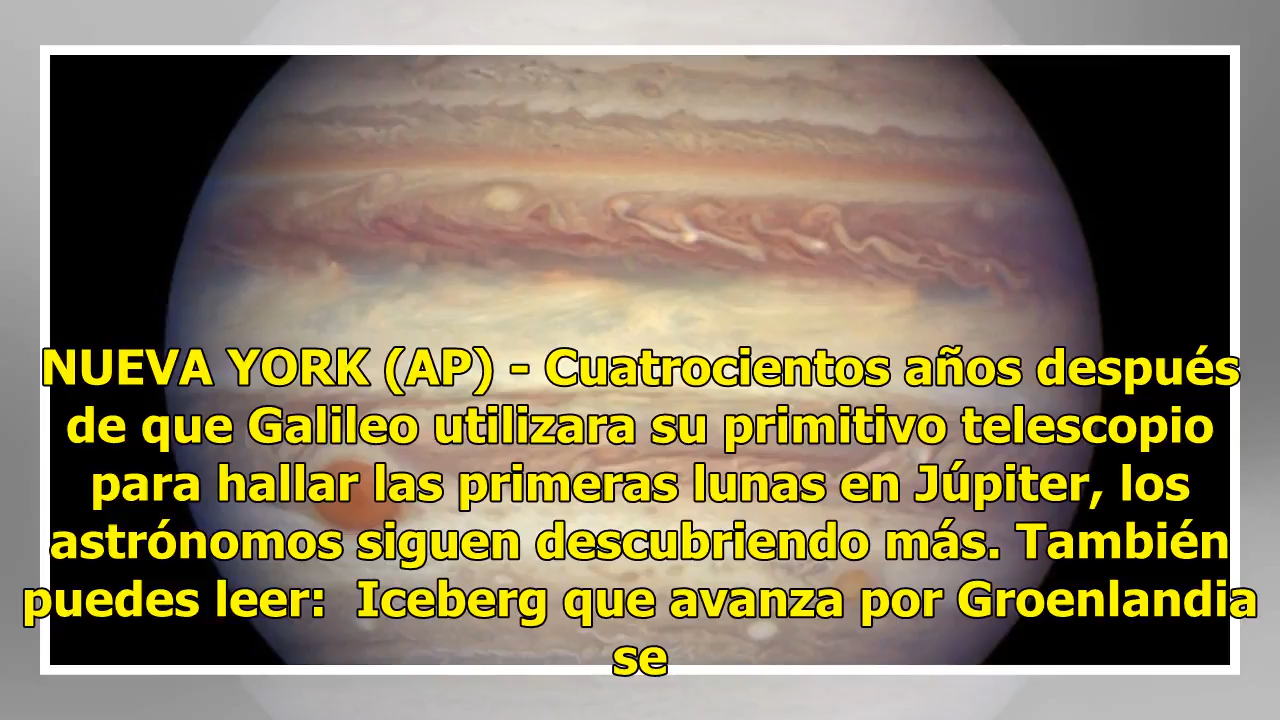 NUEVA YORK (AP) - Cuatrocientos años después
de que Galileo utilizara su primitivo telescopio
para hallar las primeras lunas en Júpiter, los
astrónomos siguen descubriendo más. También
puedes leer:  Iceberg que avanza por Groenlandia
se